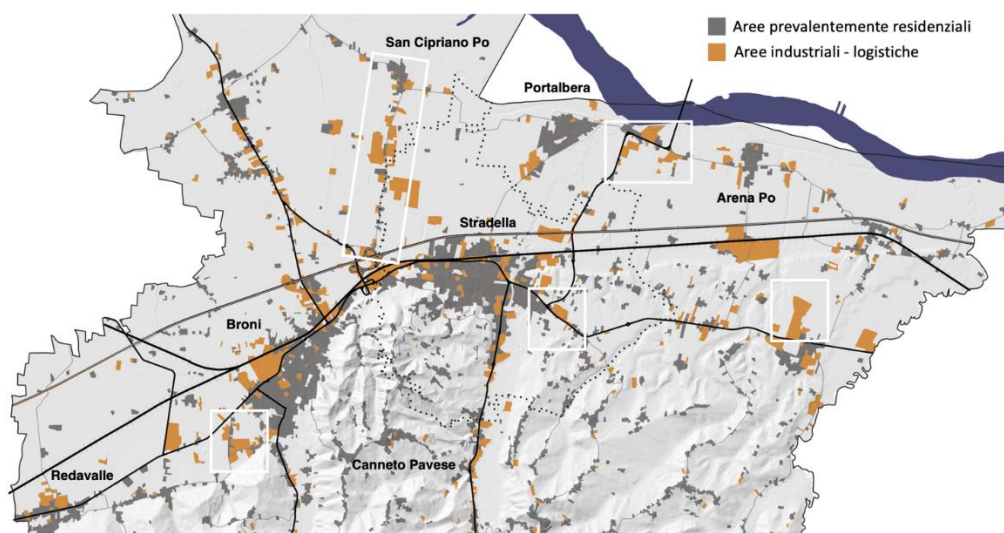 Aree prevalentemente residenziali
Aree industriali - logistiche
San Cipriano Po
Portalbera
Arena Po
Stradella
Broni
Canneto Pavese
Redavalle